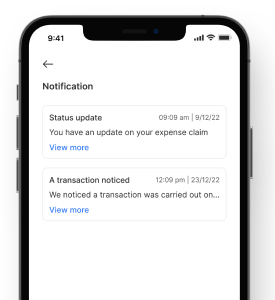 9:41
Notification
Status update 09:09 am | 9/12/22
You have an update on your expense claim
View more
A transaction noticed 12:09 pm | 23/12/22
We noticed a transaction was carried out on...
View more